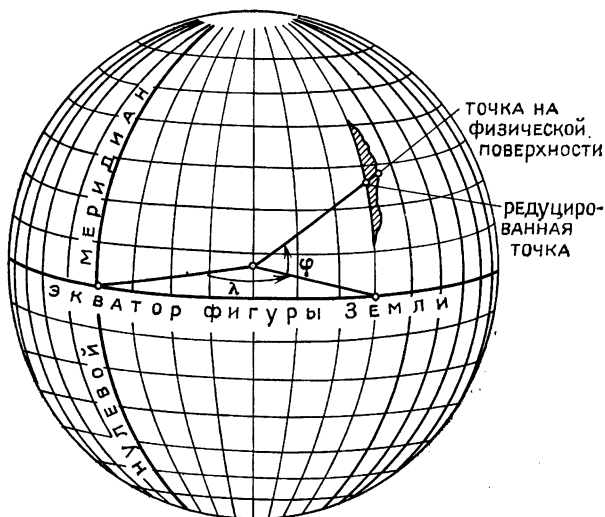 НУЛЕВОЙ МЕРИДИАН
ТОЧКА НА
ФИЗИЧЕСКОЙ
ПОВЕРХНОСТИ
РЕДУЦИРО-
ВАННАЯ
ТОЧКА
φ
λ
ЭКВАТОР ФИГУРЫ ЗЕМЛИ